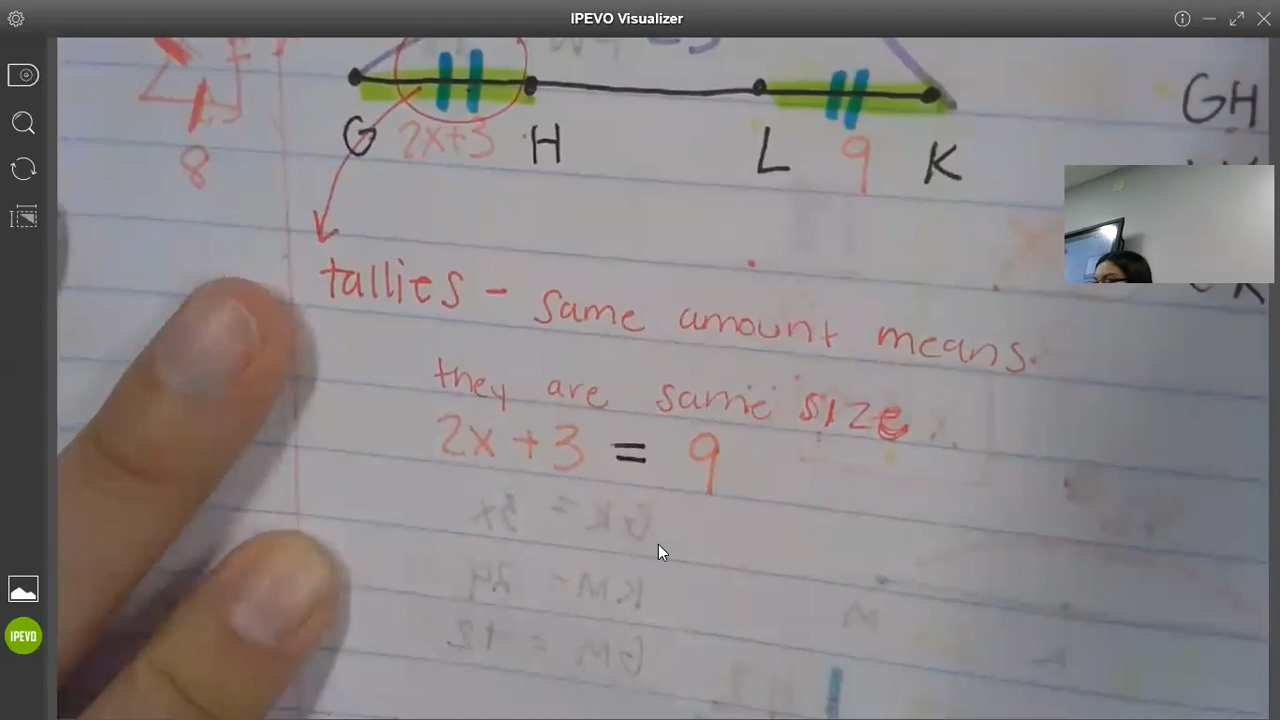 IPEVO Visualizer
GH
G 2x+3 H L 9 K
8
tallies - same amount means
they are same size
2x+3 = 9
IPEVO